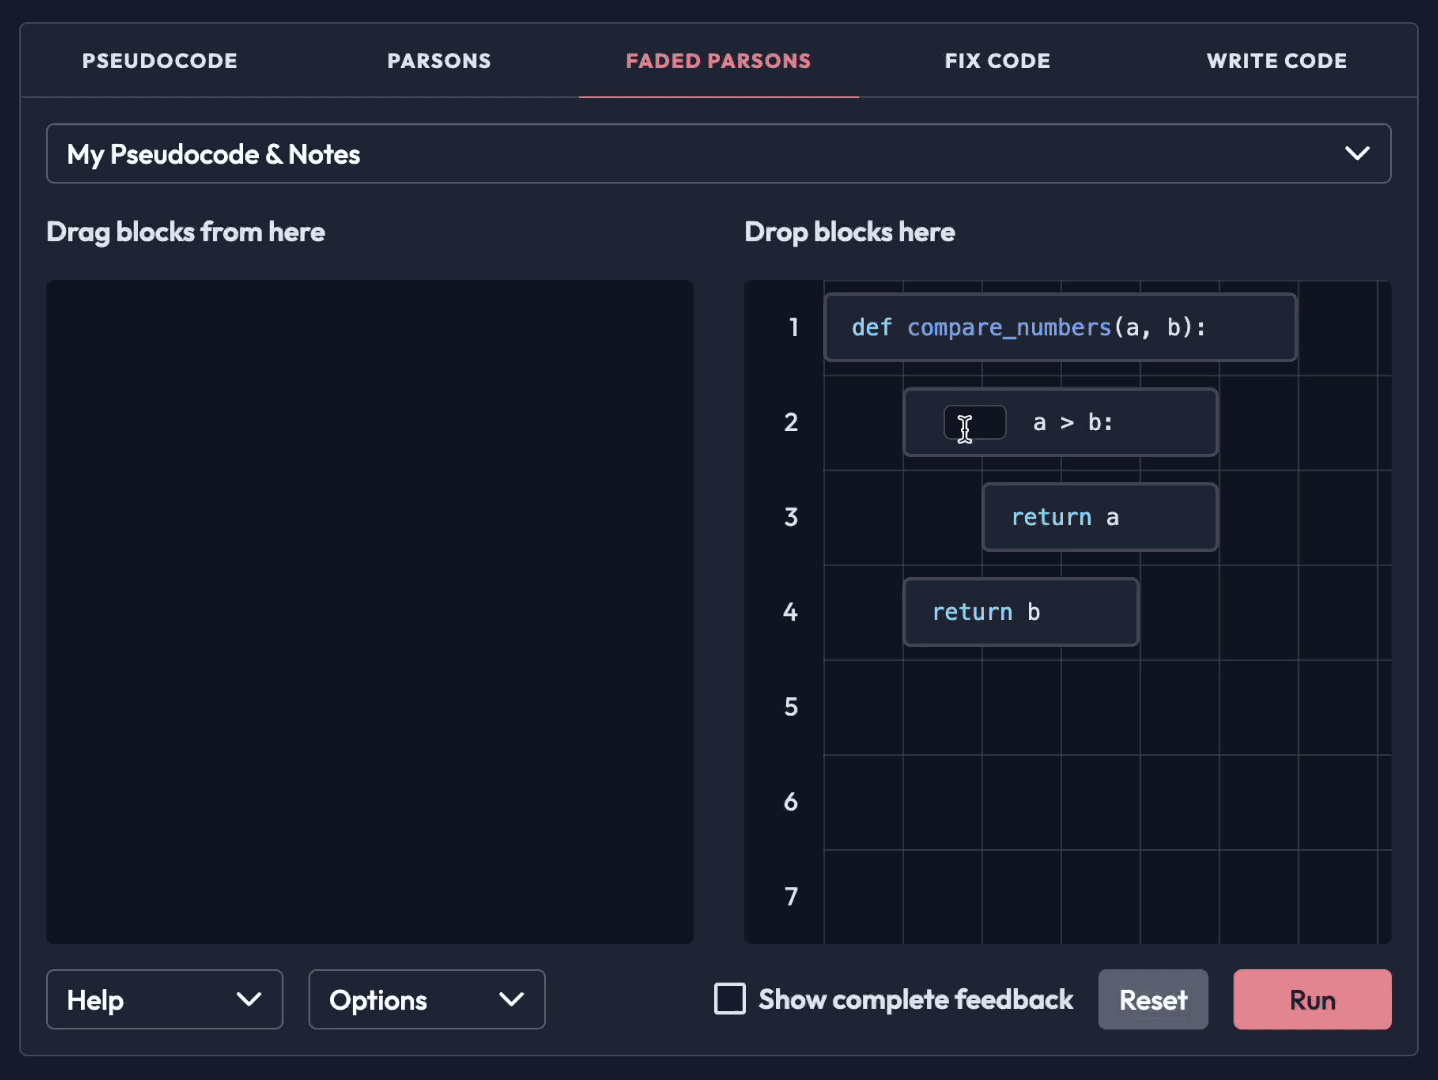 PSEUDOCODE PARSONS FADED PARSONS FIX CODE WRITE CODE
My Pseudocode & Notes
Drag blocks from here
Drop blocks here
1 def compare_numbers(a, b):
2 a > b:
3 return a
4 return b
5
6
7
Help Options Show complete feedback Reset Run